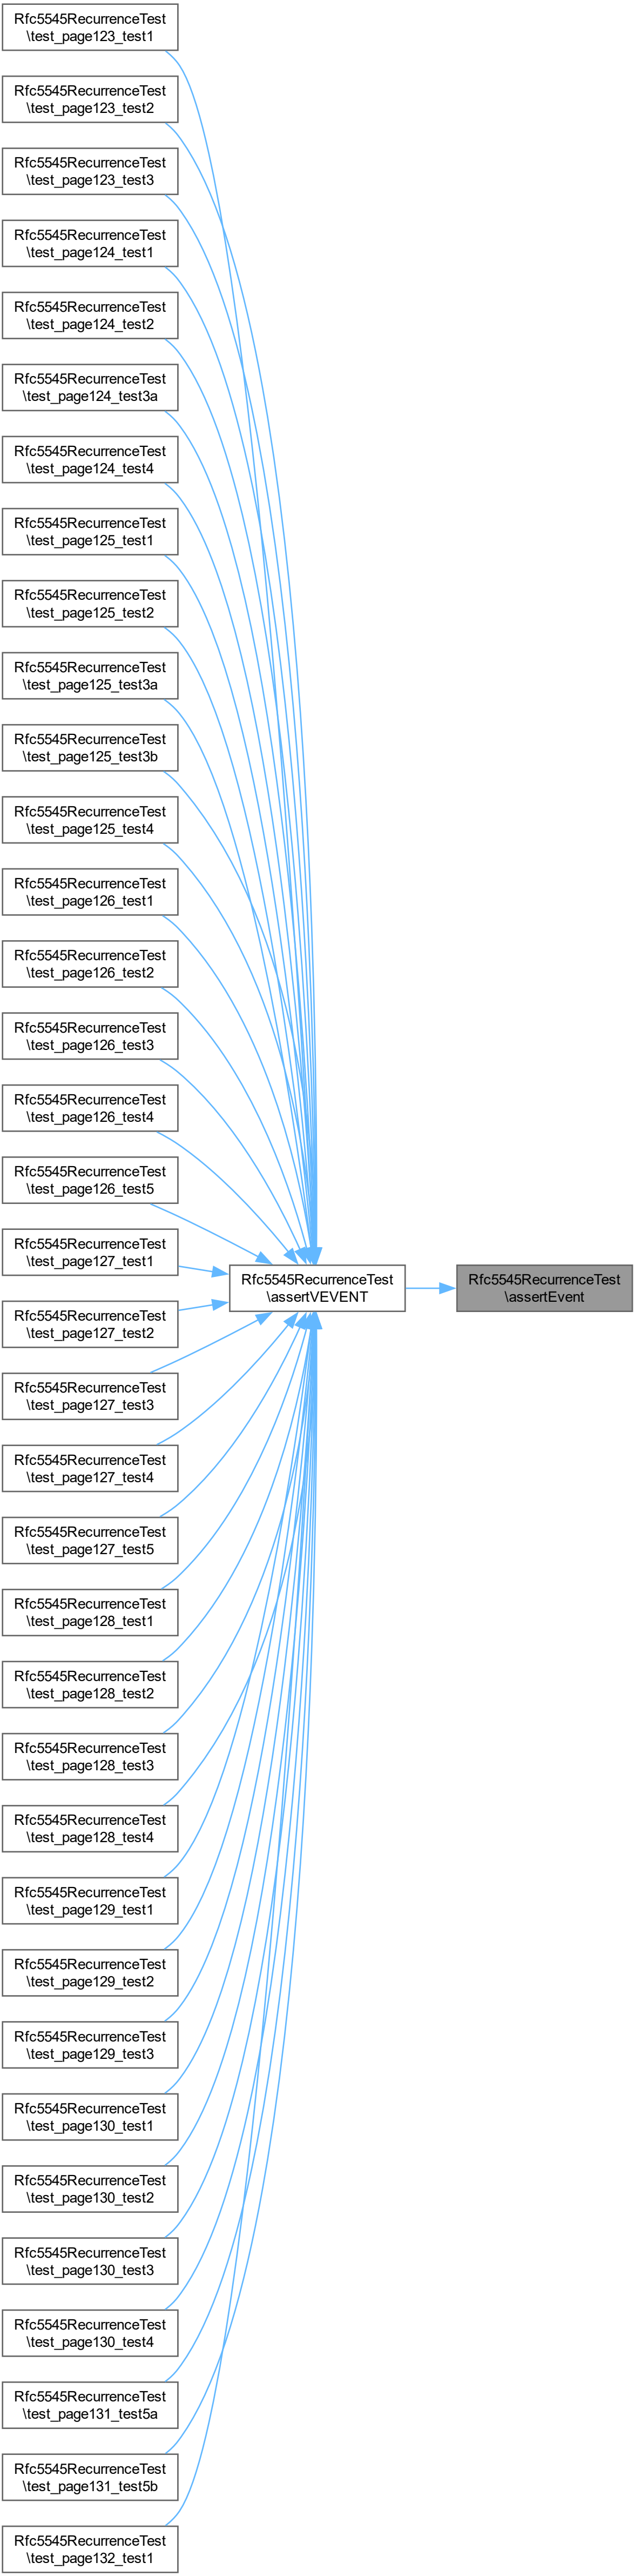 Rfc5545RecurrenceTest
\test_page123_test1
Rfc5545RecurrenceTest
\test_page123_test2
Rfc5545RecurrenceTest
\test_page123_test3
Rfc5545RecurrenceTest
\test_page124_test1
Rfc5545RecurrenceTest
\test_page124_test2
Rfc5545RecurrenceTest
\test_page124_test3a
Rfc5545RecurrenceTest
\test_page124_test4
Rfc5545RecurrenceTest
\test_page125_test1
Rfc5545RecurrenceTest
\test_page125_test2
Rfc5545RecurrenceTest
\test_page125_test3a
Rfc5545RecurrenceTest
\test_page125_test3b
Rfc5545RecurrenceTest
\test_page125_test4
Rfc5545RecurrenceTest
\test_page126_test1
Rfc5545RecurrenceTest
\test_page126_test2
Rfc5545RecurrenceTest
\test_page126_test3
Rfc5545RecurrenceTest
\test_page126_test4
Rfc5545RecurrenceTest
\test_page126_test5
Rfc5545RecurrenceTest
\test_page127_test1
Rfc5545RecurrenceTest
\test_page127_test2
Rfc5545RecurrenceTest
\test_page127_test3
Rfc5545RecurrenceTest
\test_page127_test4
Rfc5545RecurrenceTest
\test_page127_test5
Rfc5545RecurrenceTest
\test_page128_test1
Rfc5545RecurrenceTest
\test_page128_test2
Rfc5545RecurrenceTest
\test_page128_test3
Rfc5545RecurrenceTest
\test_page128_test4
Rfc5545RecurrenceTest
\test_page129_test1
Rfc5545RecurrenceTest
\test_page129_test2
Rfc5545RecurrenceTest
\test_page129_test3
Rfc5545RecurrenceTest
\test_page130_test1
Rfc5545RecurrenceTest
\test_page130_test2
Rfc5545RecurrenceTest
\test_page130_test3
Rfc5545RecurrenceTest
\test_page130_test4
Rfc5545RecurrenceTest
\test_page131_test5a
Rfc5545RecurrenceTest
\test_page131_test5b
Rfc5545RecurrenceTest
\test_page132_test1
Rfc5545RecurrenceTest
\assertVEVENT
Rfc5545RecurrenceTest
\assertEvent